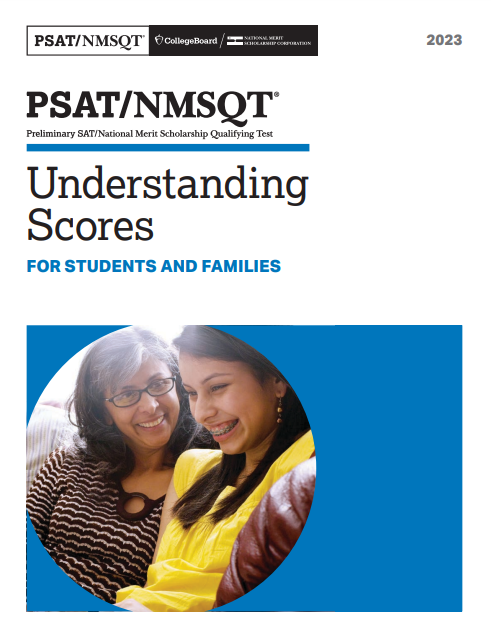 PSAT/NMSQT® CollegeBoard NATIONAL MERIT
SCHOLARSHIP CORPORATION
2023
PSAT/NMSQT®
Preliminary SAT/National Merit Scholarship Qualifying Test
Understanding
Scores
FOR STUDENTS AND FAMILIES